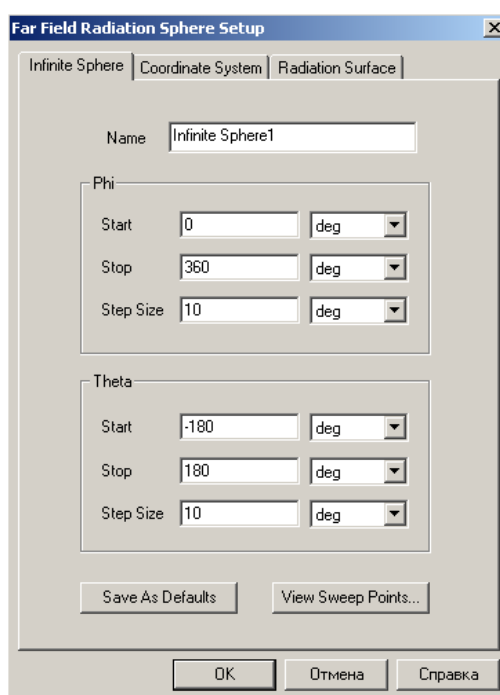 Far Field Radiation Sphere Setup
Infinite Sphere Coordinate System Radiation Surface
Name Infinite Sphere1
Phi
Start 0 deg
Stop 360 deg
Step Size 10 deg
Theta
Start -180 deg
Stop 180 deg
Step Size 10 deg
Save As Defaults View Sweep Points...
OK Отмена Справка